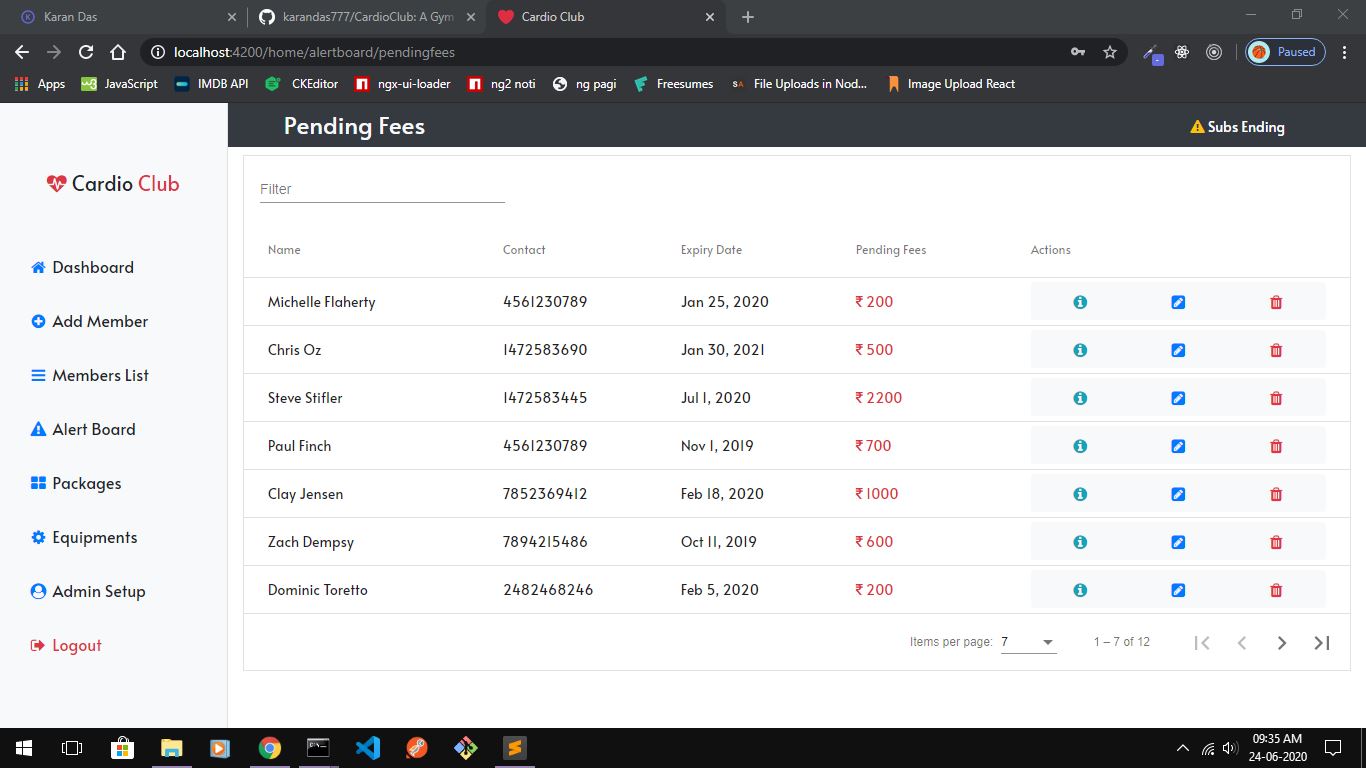 Karan Das
karandas777/CardioClub: A Gym
Cardio Club
localhost:4200/home/alertboard/pendingfees
Paused
Apps
JavaScript
IMDB API
CKEditor
ngx-ui-loader
ng2 noti
ng pagi
Freesumes
SA File Uploads in Nod...
Image Upload React
Pending Fees
Subs Ending
Cardio Club
Dashboard
Add Member
Members List
Alert Board
Packages
Equipments
Admin Setup
Logout
Filter
Name Contact Expiry Date Pending Fees Actions
Michelle Flaherty 4561230789 Jan 25, 2020 ₹ 200
Chris Oz 1472583690 Jan 30, 2021 ₹ 500
Steve Stifler 1472583445 Jul 1, 2020 ₹ 2200
Paul Finch 4561230789 Nov 1, 2019 ₹ 700
Clay Jensen 7852369412 Feb 18, 2020 ₹ 1000
Zach Dempsy 7894215486 Oct 11, 2019 ₹ 600
Dominic Toretto 2482468246 Feb 5, 2020 ₹ 200
Items per page: 7 1 – 7 of 12
09:35 AM
24-06-2020